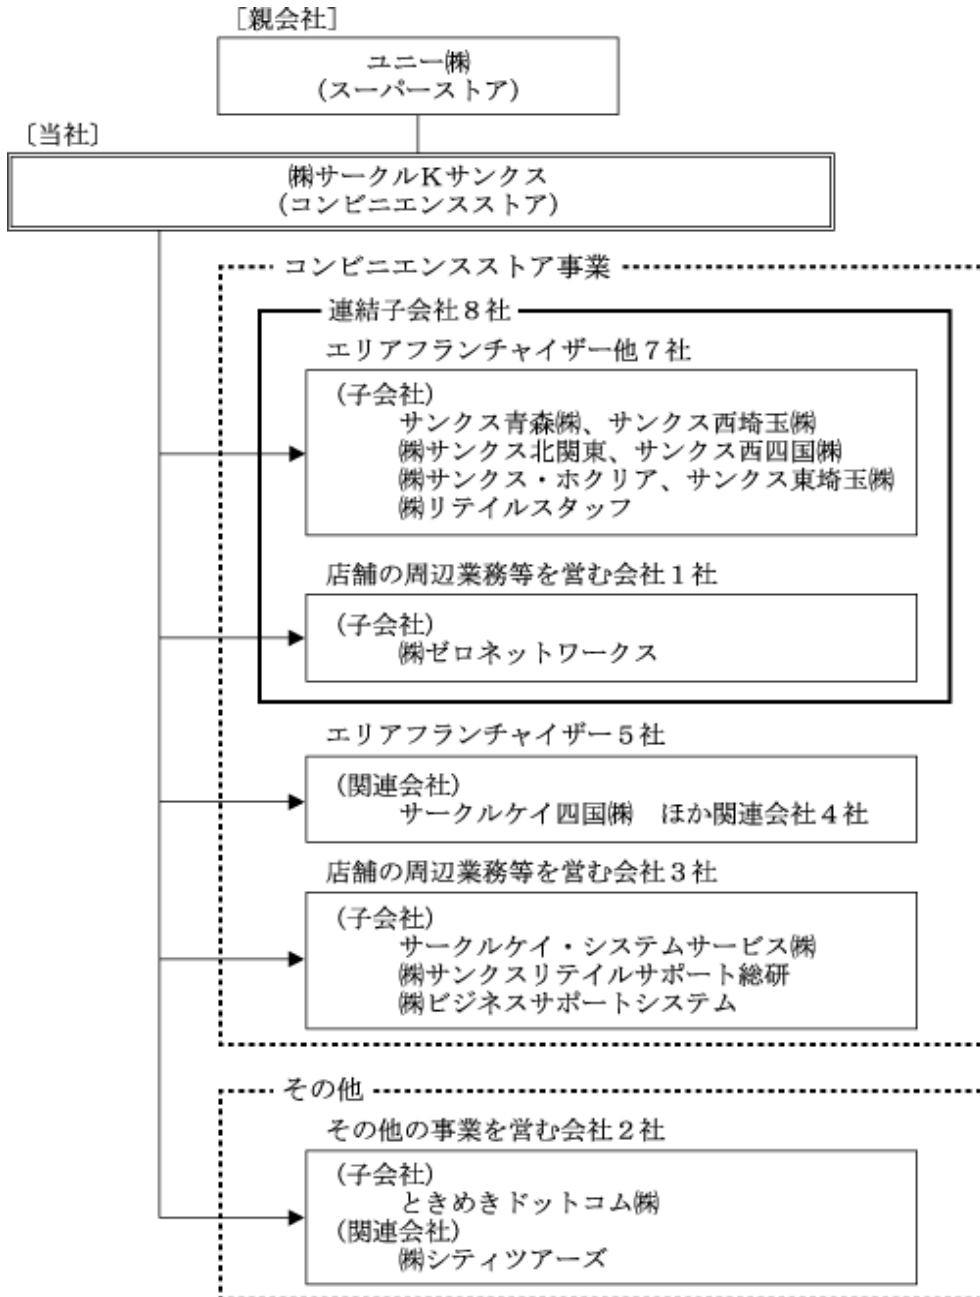 ［親会社］
ユニー㈱
(スーパーストア)
〔当社〕
㈱サークルＫサンクス
(コンビニエンスストア)
コンビニエンスストア事業
連結子会社８社
エリアフランチャイザー他７社
(子会社)
サンクス青森㈱、サンクス西埼玉㈱
㈱サンクス北関東、サンクス西四国㈱
㈱サンクス・ホクリア、サンクス東埼玉㈱
㈱リテイルスタッフ
店舗の周辺業務等を営む会社１社
(子会社)
㈱ゼロネットワークス
エリアフランチャイザー５社
(関連会社)
サークルケイ四国㈱　ほか関連会社４社
店舗の周辺業務等を営む会社３社
(子会社)
サークルケイ・システムサービス㈱
㈱サンクスリテイルサポート総研
㈱ビジネスサポートシステム
その他
その他の事業を営む会社２社
(子会社)
ときめきドットコム㈱
(関連会社)
㈱シティツアーズ